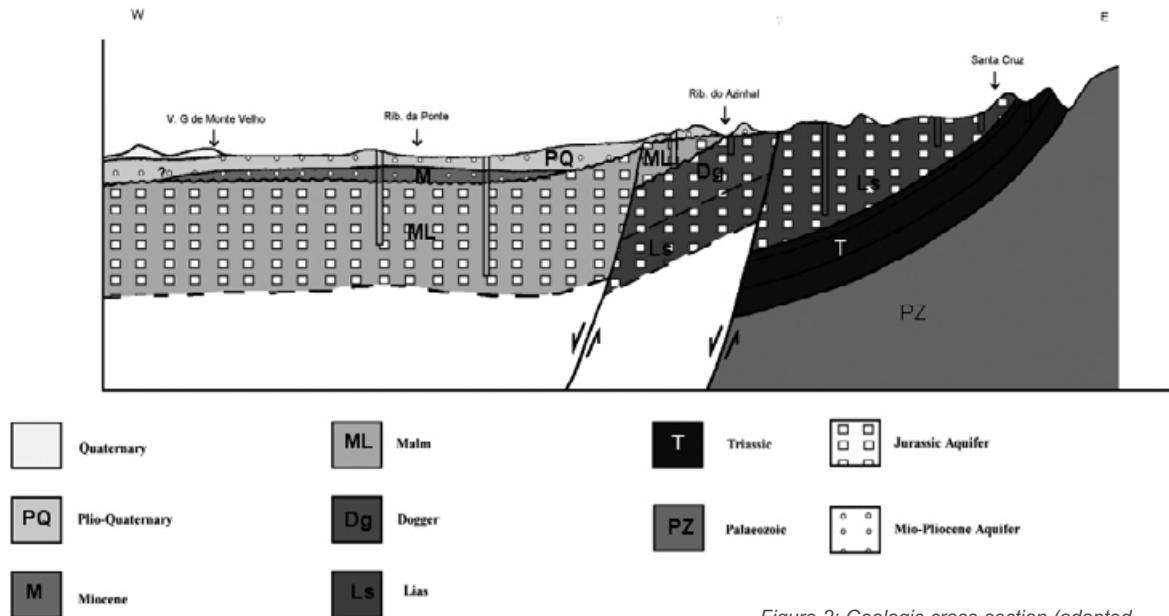 W
E
Santa Cruz
Rib. do Azinhal
V. G de Monte Velho
Rib. da Ponte
PQ
ML
M
?
Dg
Ls
ML
Ls
T
PZ
Quaternary
ML
Malm
T
Triassic
Jurassic Aquifer
PQ
Plio-Quaternary
Dg
Dogger
PZ
Palaeozoic
Mio-Pliocene Aquifer
M
Miocene
Ls
Lias
Figure 2: Geologic cross-section (adapted